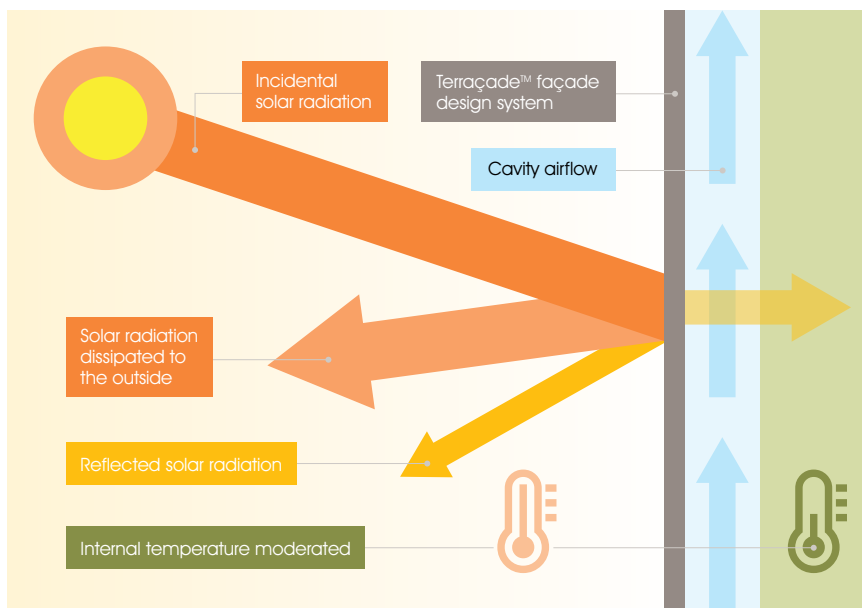 Incidental
solar radiation
Terraçade™ façade
design system
Cavity airflow
Solar radiation
dissipated to
the outside
Reflected solar radiation
Internal temperature moderated